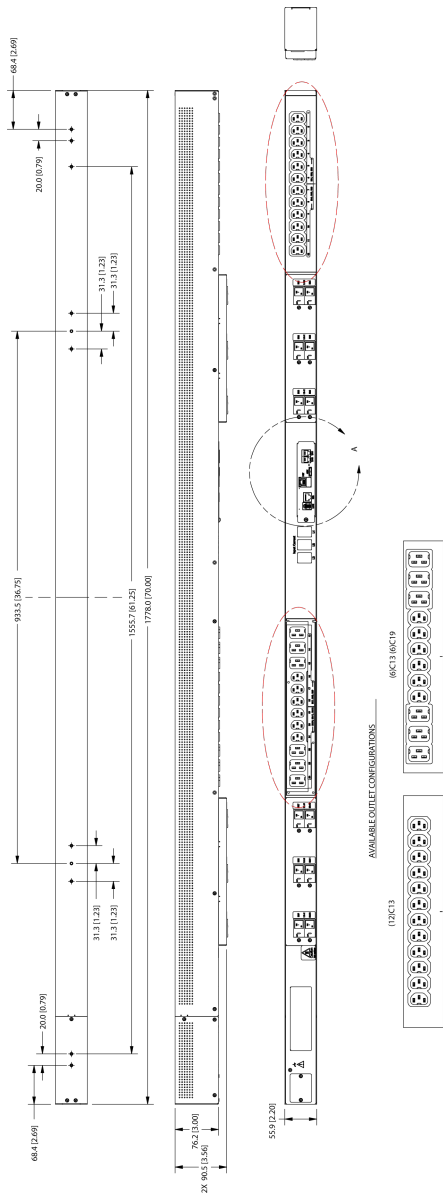 68.4 [2.69]
20.0 [0.79]
31.3 [1.23]
31.3 [1.23]
933.5 [36.75]
1555.7 [61.25]
1778.0 [70.00]
31.3 [1.23]
31.3 [1.23]
20.0 [0.79]
68.4 [2.69]
76.2 [3.00]
2X 90.5 [3.56]
55.9 [2.20]
A
AVAILABLE OUTLET CONFIGURATIONS
(6)C13 (6)C19
(12)C13